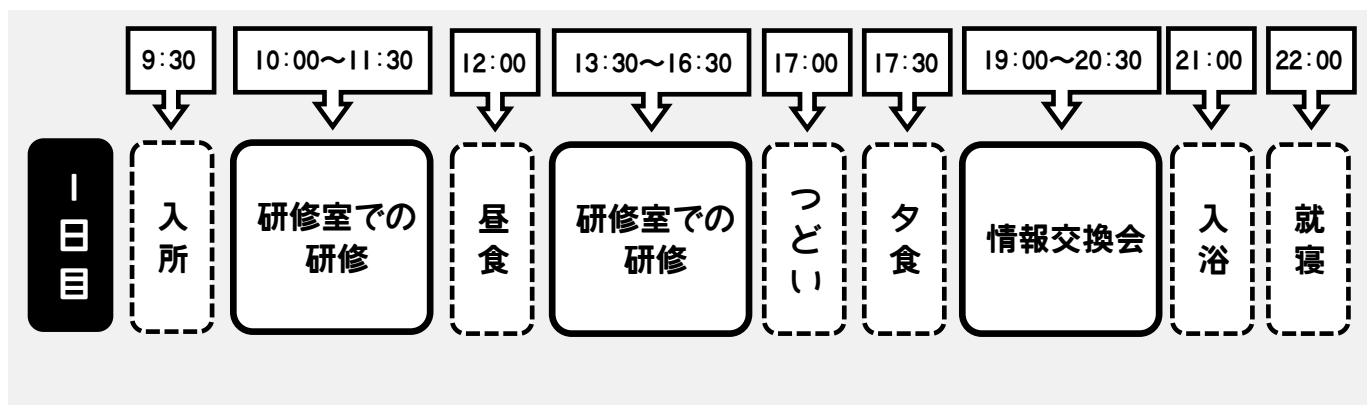 9:30
10:00〜11:30
12:00
13:30〜16:30
17:00
17:30
19:00〜20:30
21:00
22:00
1日目
入所
研修室での
研修
昼食
研修室での
研修
つどい
夕食
情報交換会
入浴
就寝